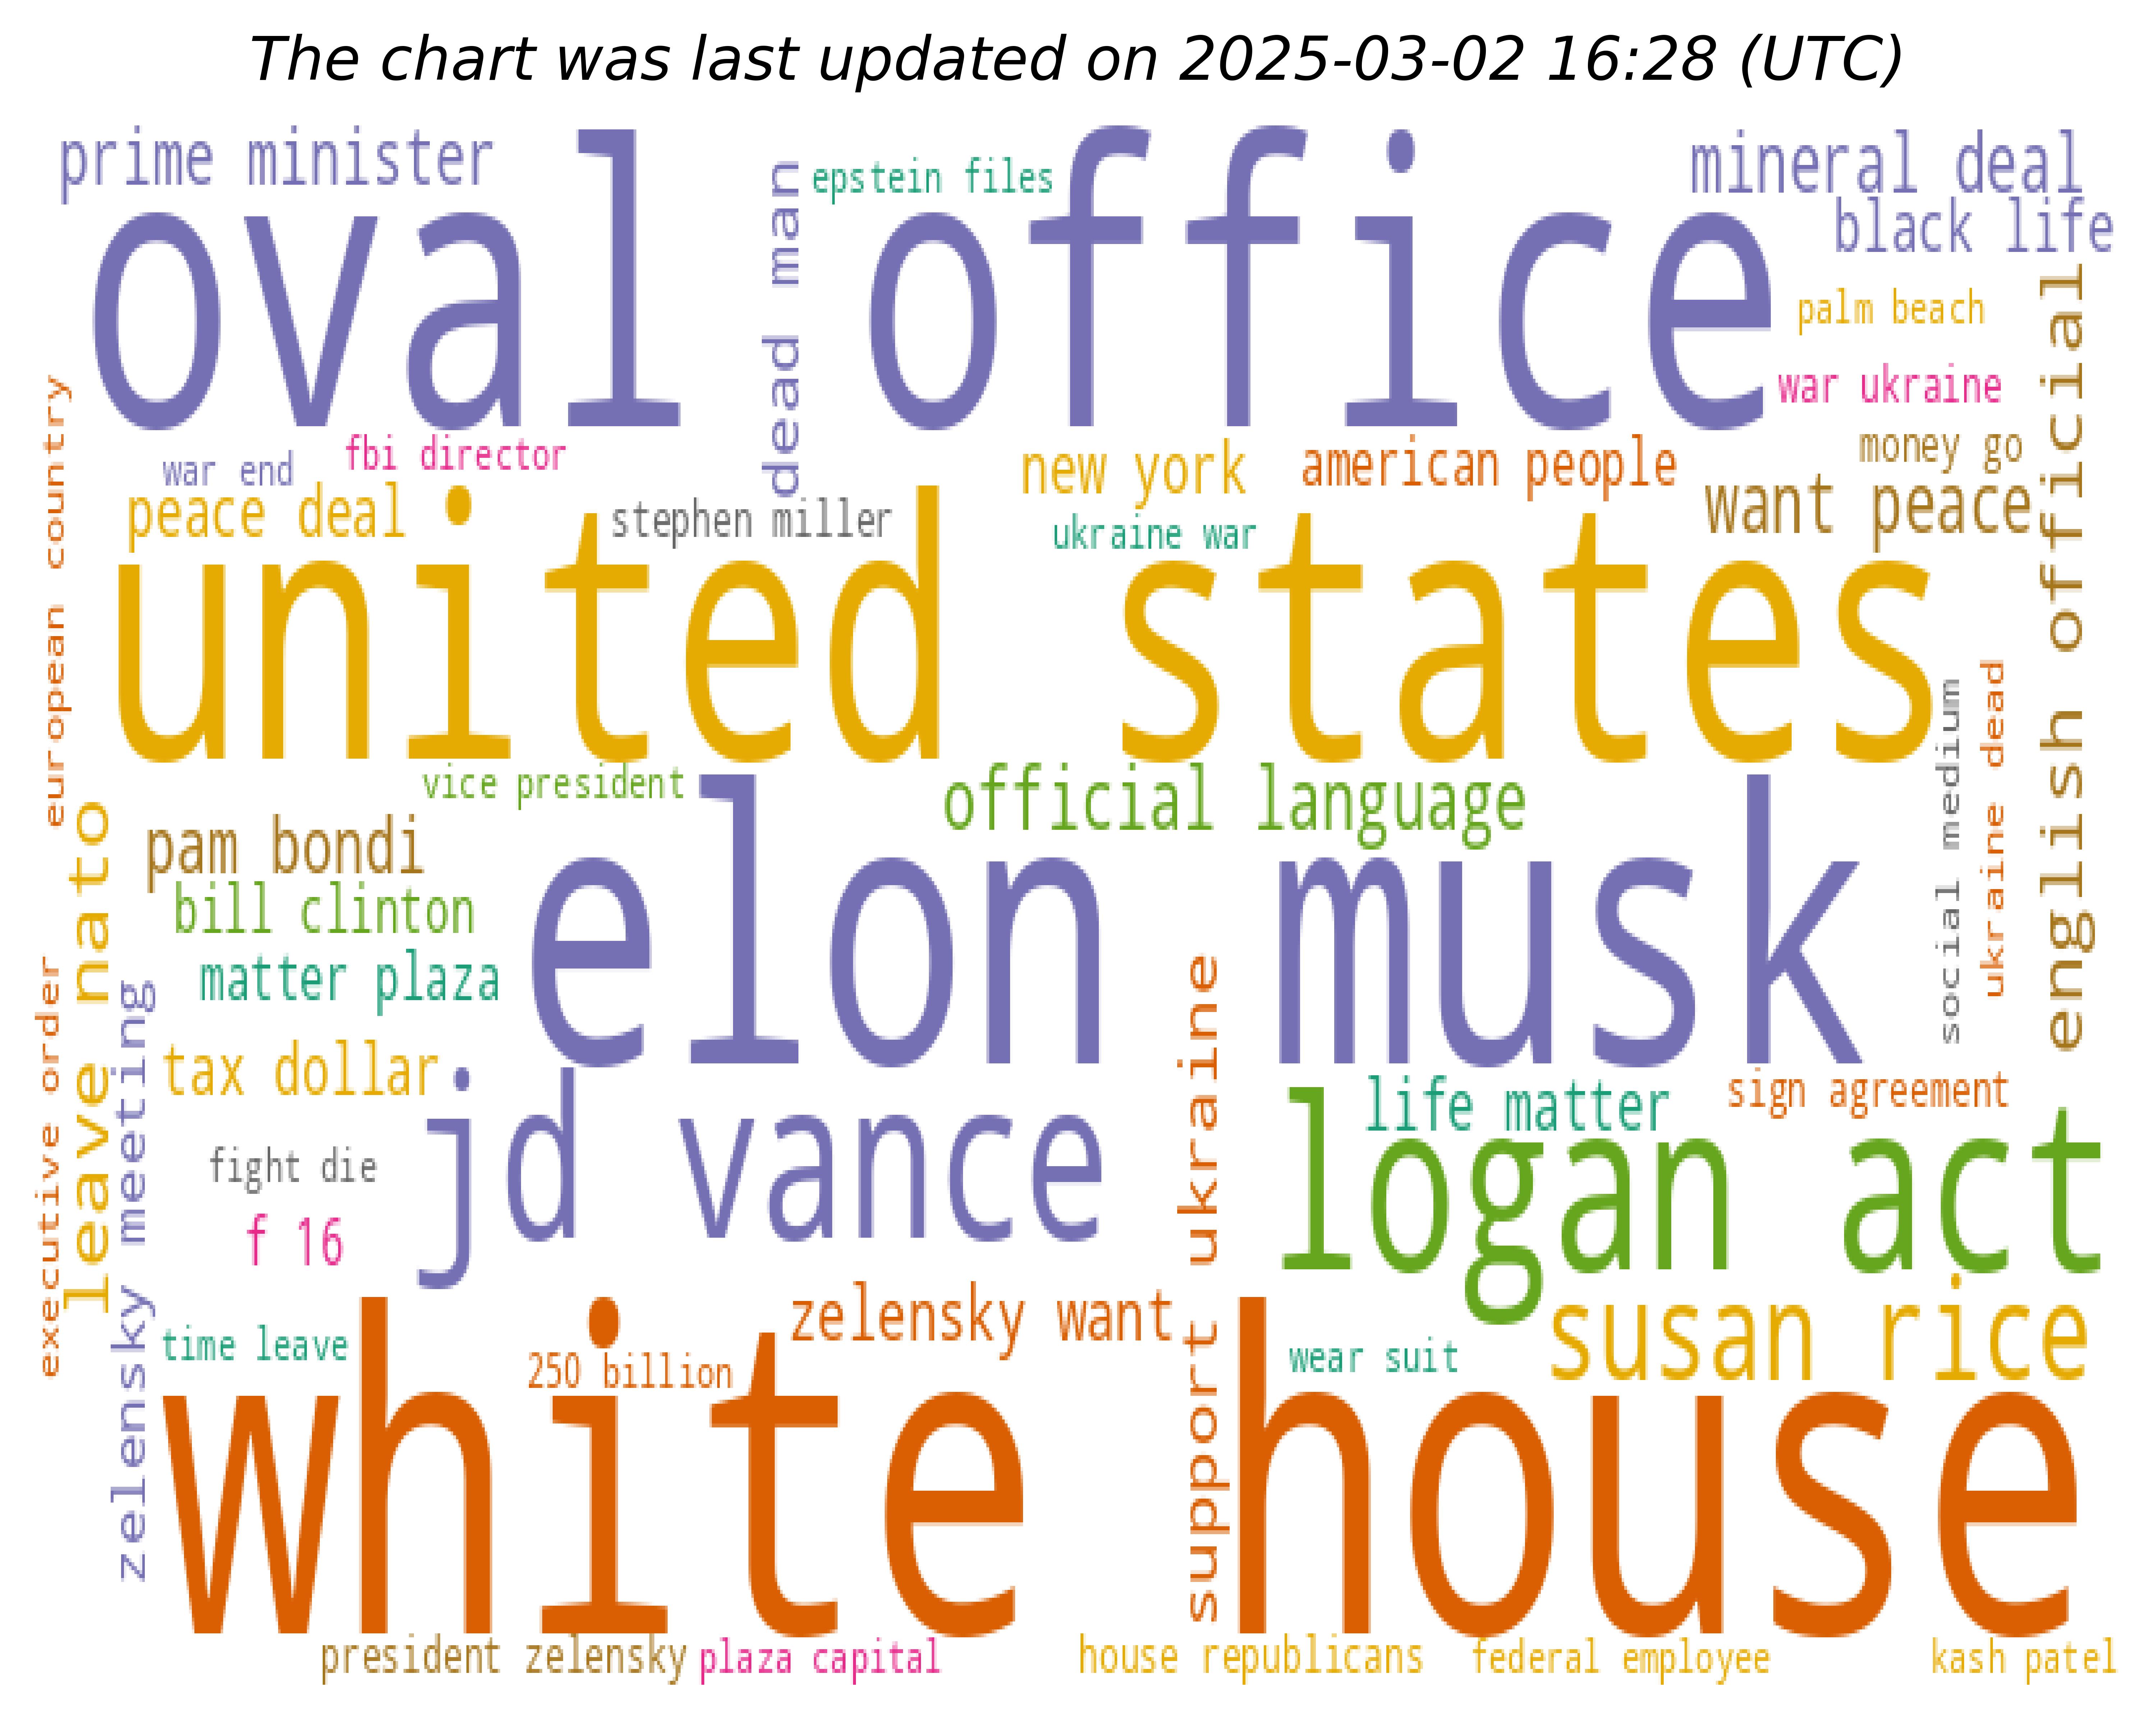 The chart was last updated on 2025-03-02 16:28 (UTC)
prime minister
epstein files
mineral deal
black life
oval office
dead man
palm beach
war ukraine
english official
european country
war end
fbi director
new york
american people
money go
peace deal
stephen miller
ukraine war
want peace
united states
social medium
ukraine dead
vice president
official language
leave nato
pam bondi
elon musk
bill clinton
matter plaza
executive order
zelensky meeting
support ukraine
tax dollar
life matter
sign agreement
jd vance
logan act
fight die
f 16
zelensky want
susan rice
time leave
250 billion
wear suit
white house
president zelensky
plaza capital
house republicans
federal employee
kash patel